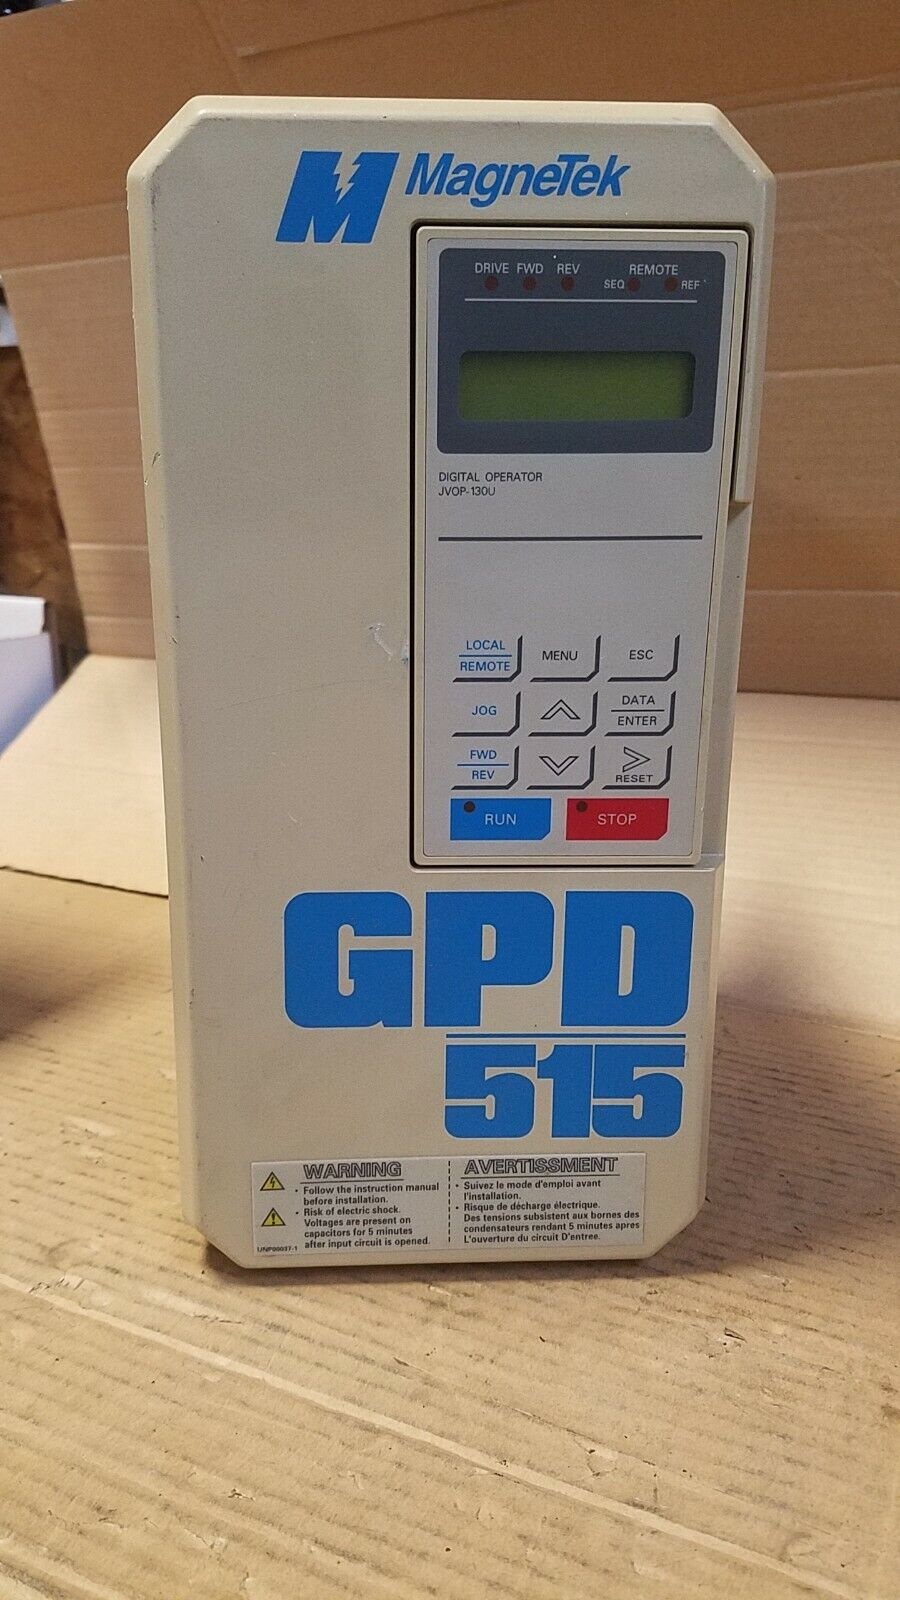 MagneTek
DRIVE FWD REV REMOTE
SEQ REF
DIGITAL OPERATOR
JVOP-130U
LOCAL
REMOTE
MENU
ESC
JOG
DATA
ENTER
FWD
REV
RESET
RUN
STOP
GPD
515
WARNING
• Follow the instruction manual
before installation.
• Risk of electric shock.
Voltages are present on
capacitors for 5 minutes
after input circuit is opened.
UNP00037-1
AVERTISSMENT
• Suivez le mode d'emploi avant
l'installation.
• Risque de décharge électrique.
Des tensions subsistent aux bornes des
condensateurs rendant 5 minutes apres
L'ouverture du circuit D'entree.